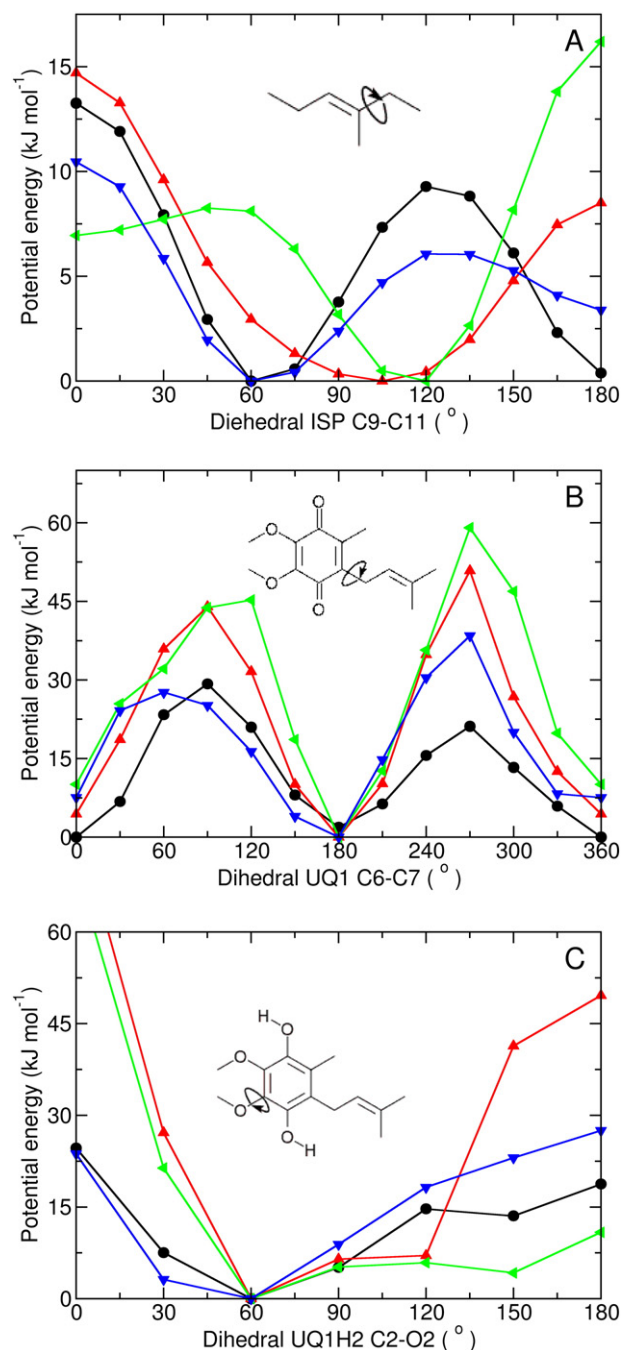 A
15
10
5
0
Potential energy (kJ mol-1)
0 30 60 90 120 150 180
Diehedral ISP C9-C11 (°)
B
60
45
30
15
0
Potential energy (kJ mol-1)
O
O
O
O
0 60 120 180 240 300 360
Dihedral UQ1 C6-C7 (°)
C
60
45
30
15
0
Potential energy (kJ mol-1)
H O
O
O
O H
0 30 60 90 120 150 180
Dihedral UQ1H2 C2-O2 (°)